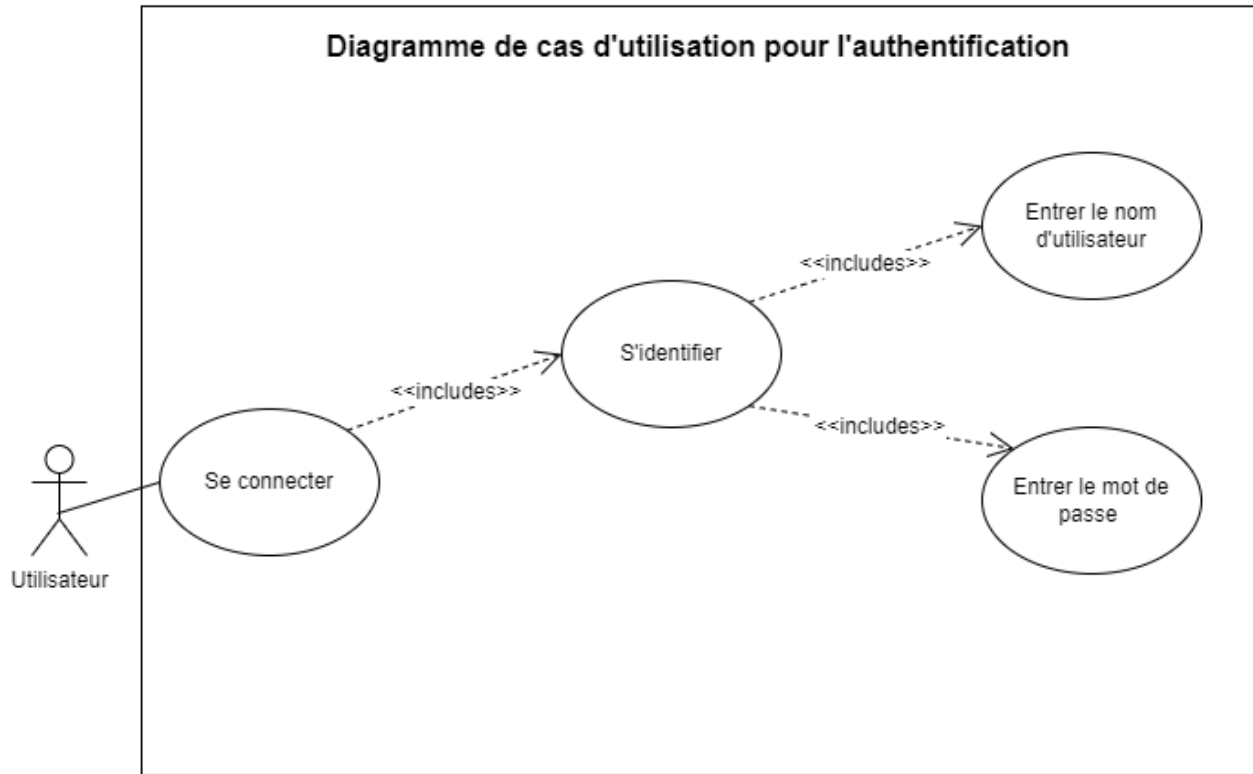 Diagramme de cas d'utilisation pour l'authentification
Entrer le nom
d'utilisateur
<<includes>>
S'identifier
<<includes>>
<<includes>>
Se connecter
Entrer le mot de
passe
Utilisateur